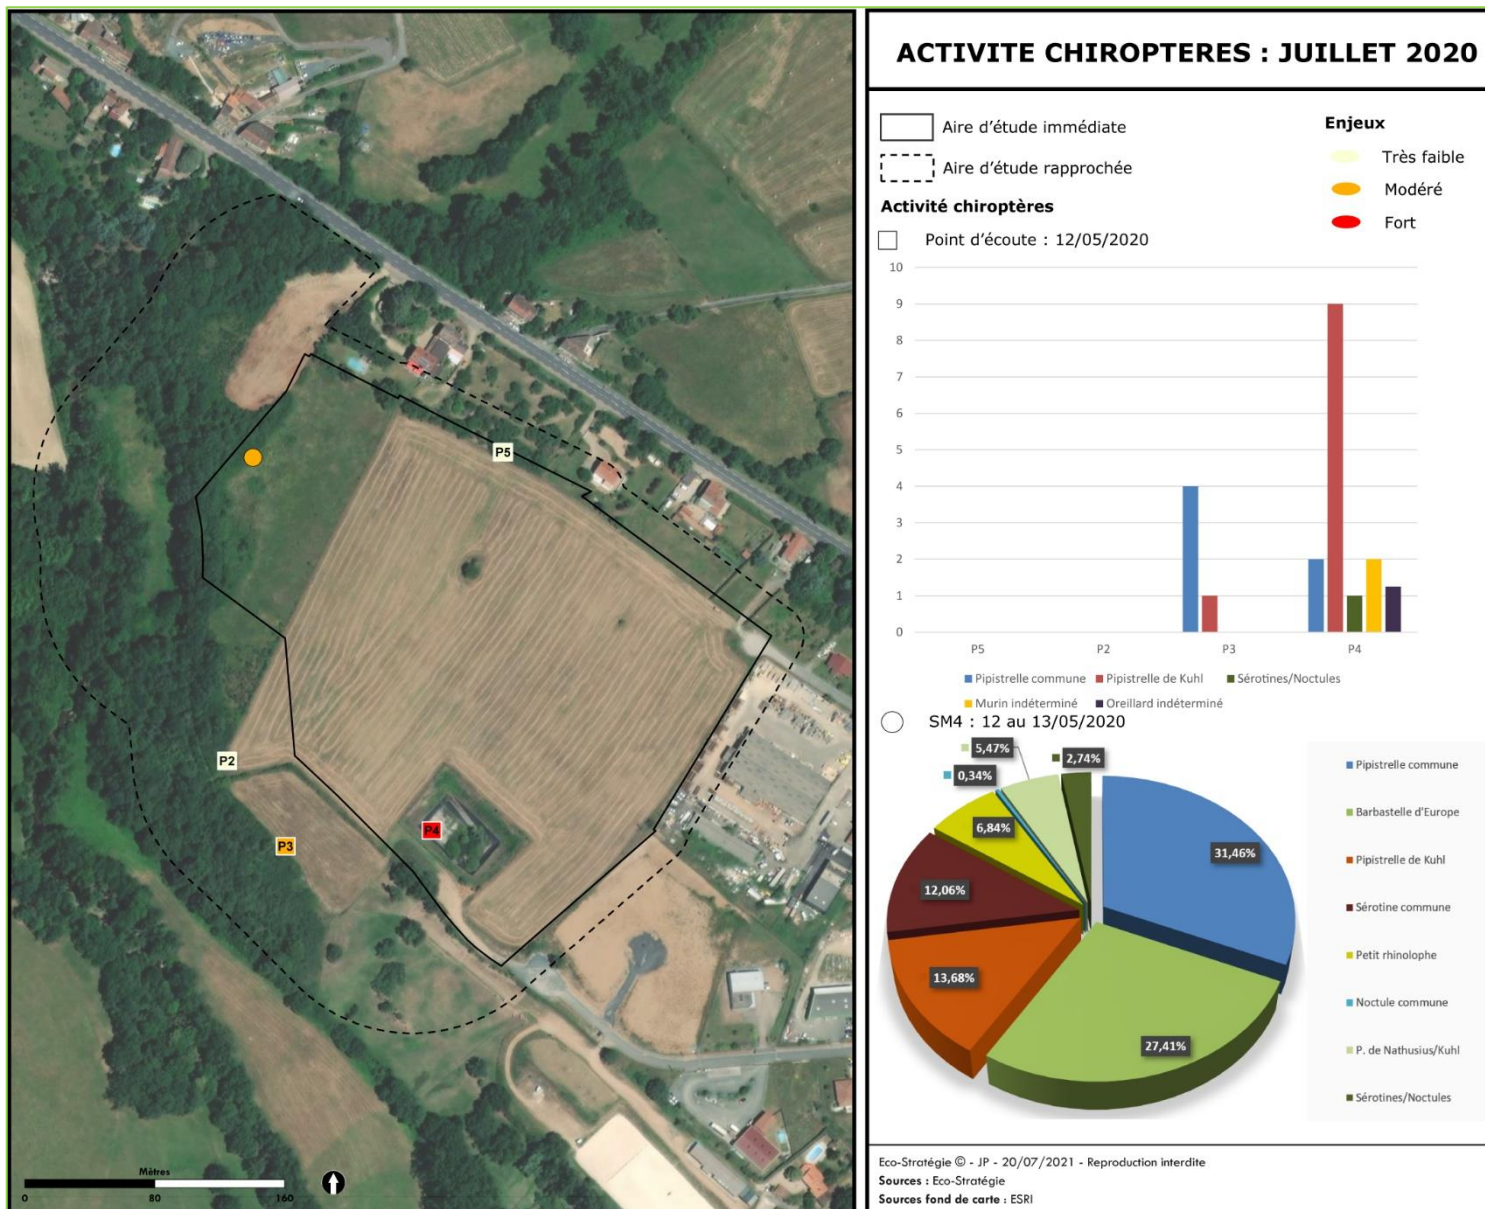 ACTIVITE CHIROPTERES : JUILLET 2020
Aire d'étude immédiate
Aire d'étude rapprochée
Enjeux
Très faible
Modéré
Fort
Activité chiroptères
Point d'écoute : 12/05/2020
10
9
8
7
6
5
4
3
2
1
0
P5 P2 P3 P4
Pipistrelle commune Pipistrelle de Kuhl Sérotines/Noctules
Murin indéterminé Oreillard indéterminé
SM4 : 12 au 13/05/2020
5,47%
2,74%
0,34%
6,84%
31,46%
12,06%
13,68%
27,41%
Pipistrelle commune
Barbastelle d'Europe
Pipistrelle de Kuhl
Sérotine commune
Petit rhinolophe
Noctule commune
P. de Nathusius/Kuhl
Sérotines/Noctules
P5
P2
P4
P3
Mètres
0 80 160
Eco-Stratégie © - JP - 20/07/2021 - Reproduction interdite
Sources : Eco-Stratégie
Sources fond de carte : ESRI